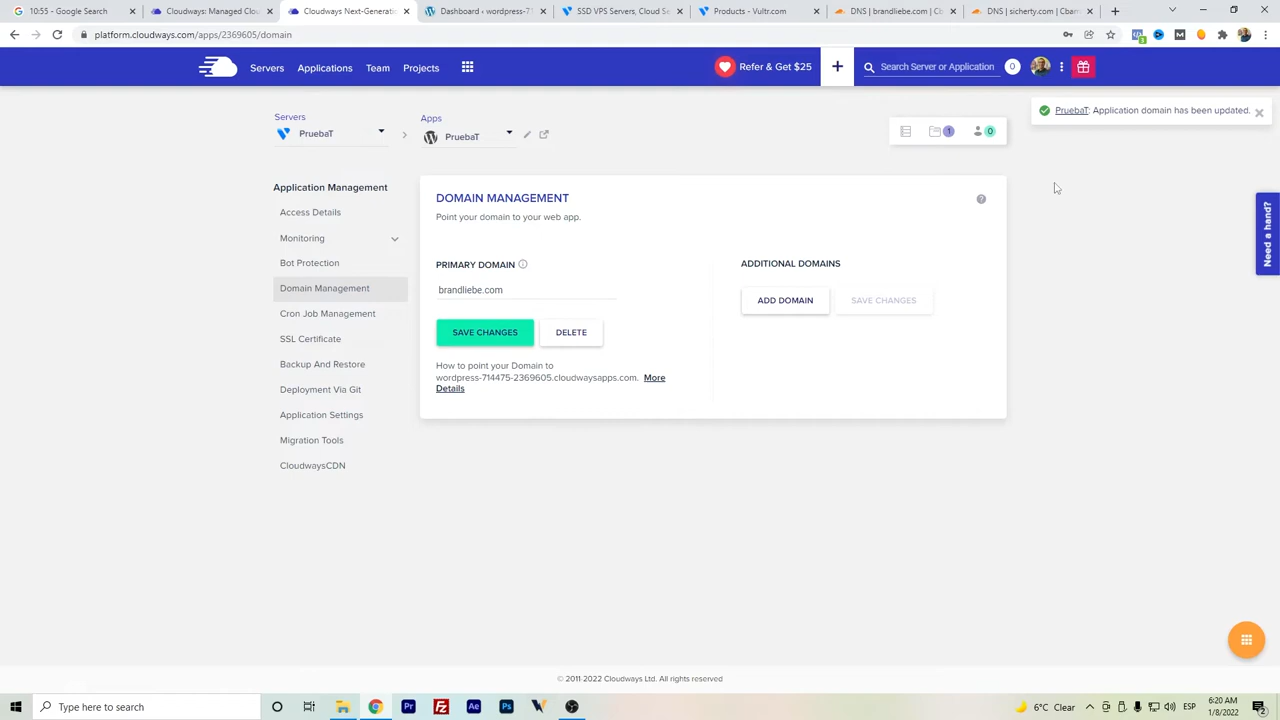 10:55 - Google Search
Cloudways: Managed Cl
Cloudways Next-Generati
Dashboard ‹ wordpress-71
SSD VPS Servers, Cloud Se
Products - Vultr.com
DNS | brandliebe.com | Cb
DNS | sicherty.com | Cbam
platform.cloudways.com/apps/2369605/domain
Servers
Applications
Team
Projects
Refer & Get $25
+
Search Server or Application
0
PruebaT: Application domain has been updated.
Servers
PruebaT
Apps
PruebaT
1
0
Need a hand?
Application Management
Access Details
Monitoring
Bot Protection
Domain Management
Cron Job Management
SSL Certificate
Backup And Restore
Deployment Via Git
Application Settings
Migration Tools
CloudwaysCDN
DOMAIN MANAGEMENT
Point your domain to your web app.
PRIMARY DOMAIN
brandliebe.com
SAVE CHANGES
DELETE
How to point your Domain to
wordpress-714475-2369605.cloudwaysapps.com. More
Details
ADDITIONAL DOMAINS
ADD DOMAIN
SAVE CHANGES
© 2011-2022 Cloudways Ltd. All rights reserved
Type here to search
Pr
Fz
Ae
Ps
6°C Clear
ESP
6:20 AM
1/8/2022